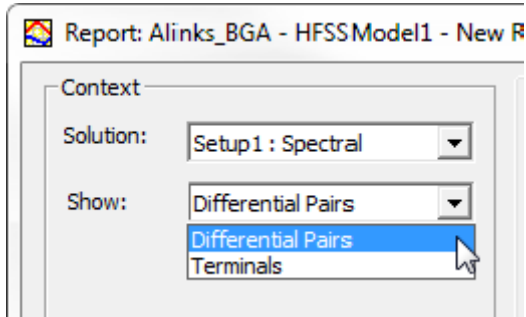 Report: Alinks_BGA - HFSSModel1 - New
Context
Solution: Setup1 : Spectral
Show: Differential Pairs
Differential Pairs
Terminals